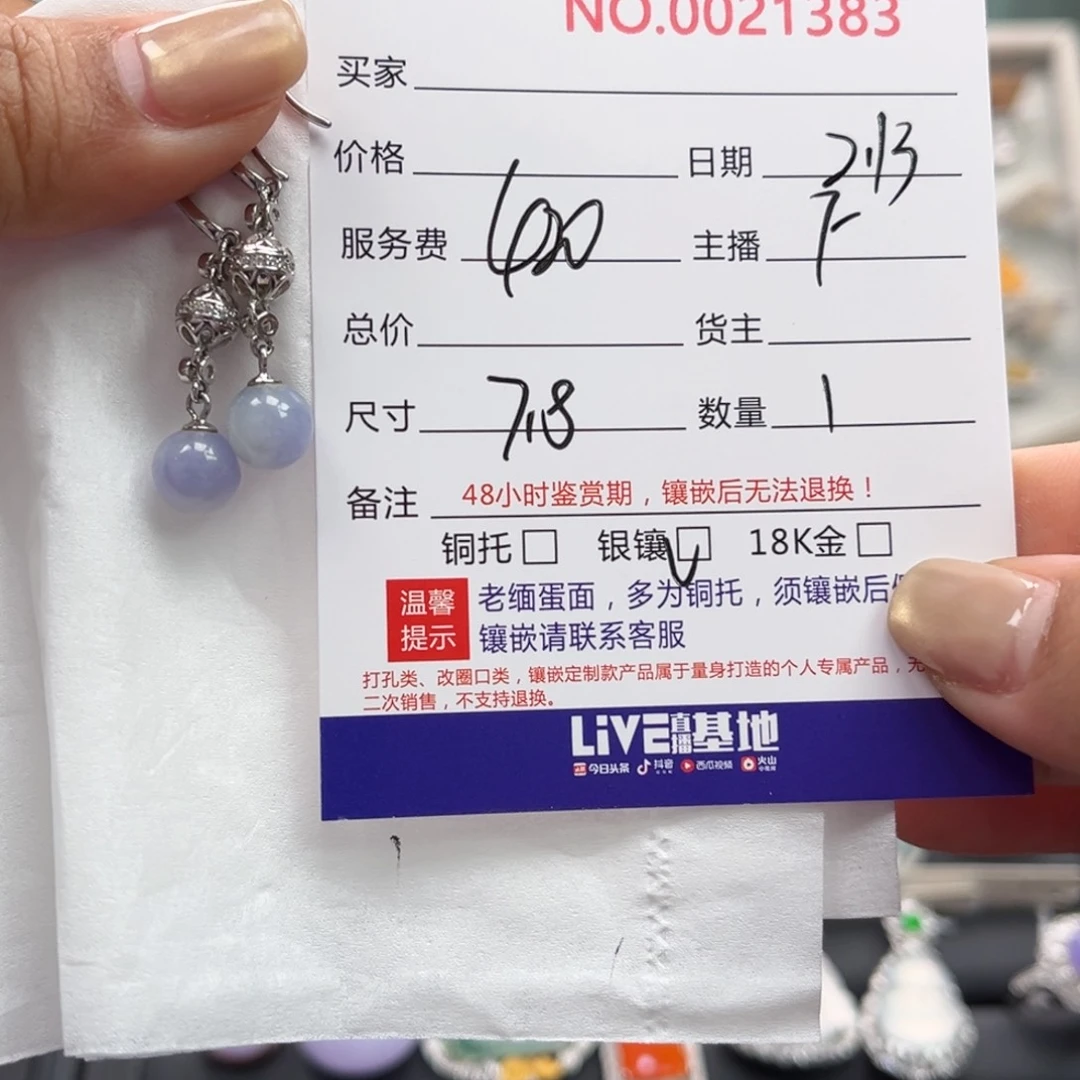 NO.0021383
买家
价格 日期 2.13
服务费 600 主播 F
总价 货主
尺寸 7.8 数量 1
备注 48小时鉴赏期，镶嵌后无法退换！
铜托 银镶 18K金
温馨提示
老缅蛋面，多为铜托，须镶嵌后
镶嵌请联系客服
打孔类、改圈口类，镶嵌定制款产品属于量身打造的个人专属产品，无
二次销售，不支持退换。
LiVE直播基地
今日头条 抖音 西瓜视频 火山